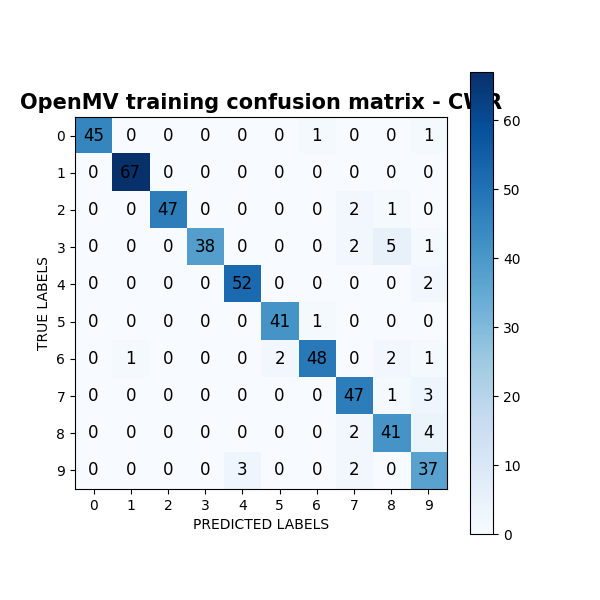 OpenMV training confusion matrix - CWR
0 45 0 0 0 0 0 1 0 0 1
1 0 67 0 0 0 0 0 0 0 0
2 0 0 47 0 0 0 0 2 1 0
3 0 0 0 38 0 0 0 2 5 1
4 0 0 0 0 52 0 0 0 0 2
5 0 0 0 0 0 41 1 0 0 0
6 0 1 0 0 0 2 48 0 2 1
7 0 0 0 0 0 0 0 47 1 3
8 0 0 0 0 0 0 0 2 41 4
9 0 0 0 0 3 0 0 2 0 37
0 1 2 3 4 5 6 7 8 9
PREDICTED LABELS
TRUE LABELS
60
50
40
30
20
10
0